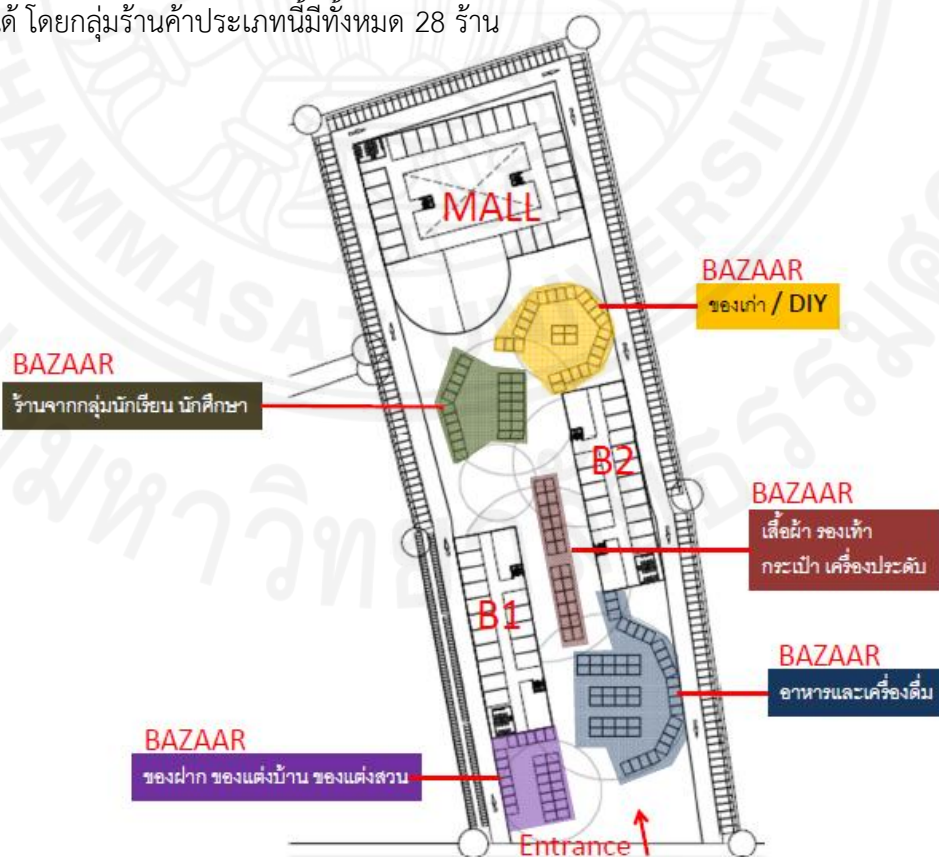 ได้ โดยกลุ่มร้านค้าประเภทนี้มีทั้งหมด 28 ร้าน
MALL
BAZAAR
ของเก่า / DIY
BAZAAR
ร้านจากกลุ่มนักเรียน นักศึกษา
B2
BAZAAR
เสื้อผ้า รองเท้า
กระเป๋า เครื่องประดับ
B1
BAZAAR
อาหารและเครื่องดื่ม
BAZAAR
ของฝาก ของแต่งบ้าน ของแต่งสวน
Entrance